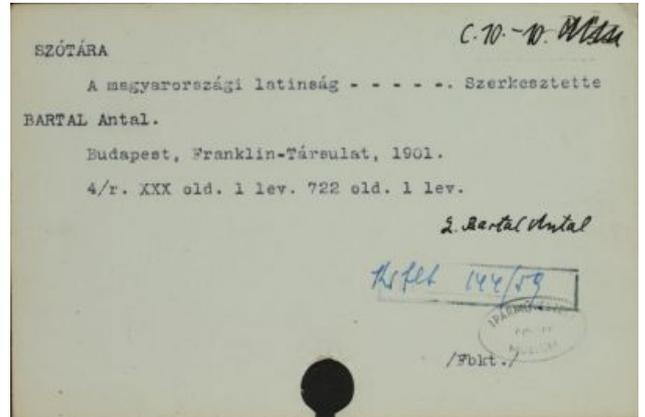 C.10.-10.
SZÓTÁRA
A magyarországi latinság - - - - -. Szerkesztette
BARTAL Antal.
Budapest, Franklin-Társulat, 1901.
4/r. XXX old. 1 lev. 722 old. 1 lev.
2. Bartal Antal
144/59
/Fbkt./